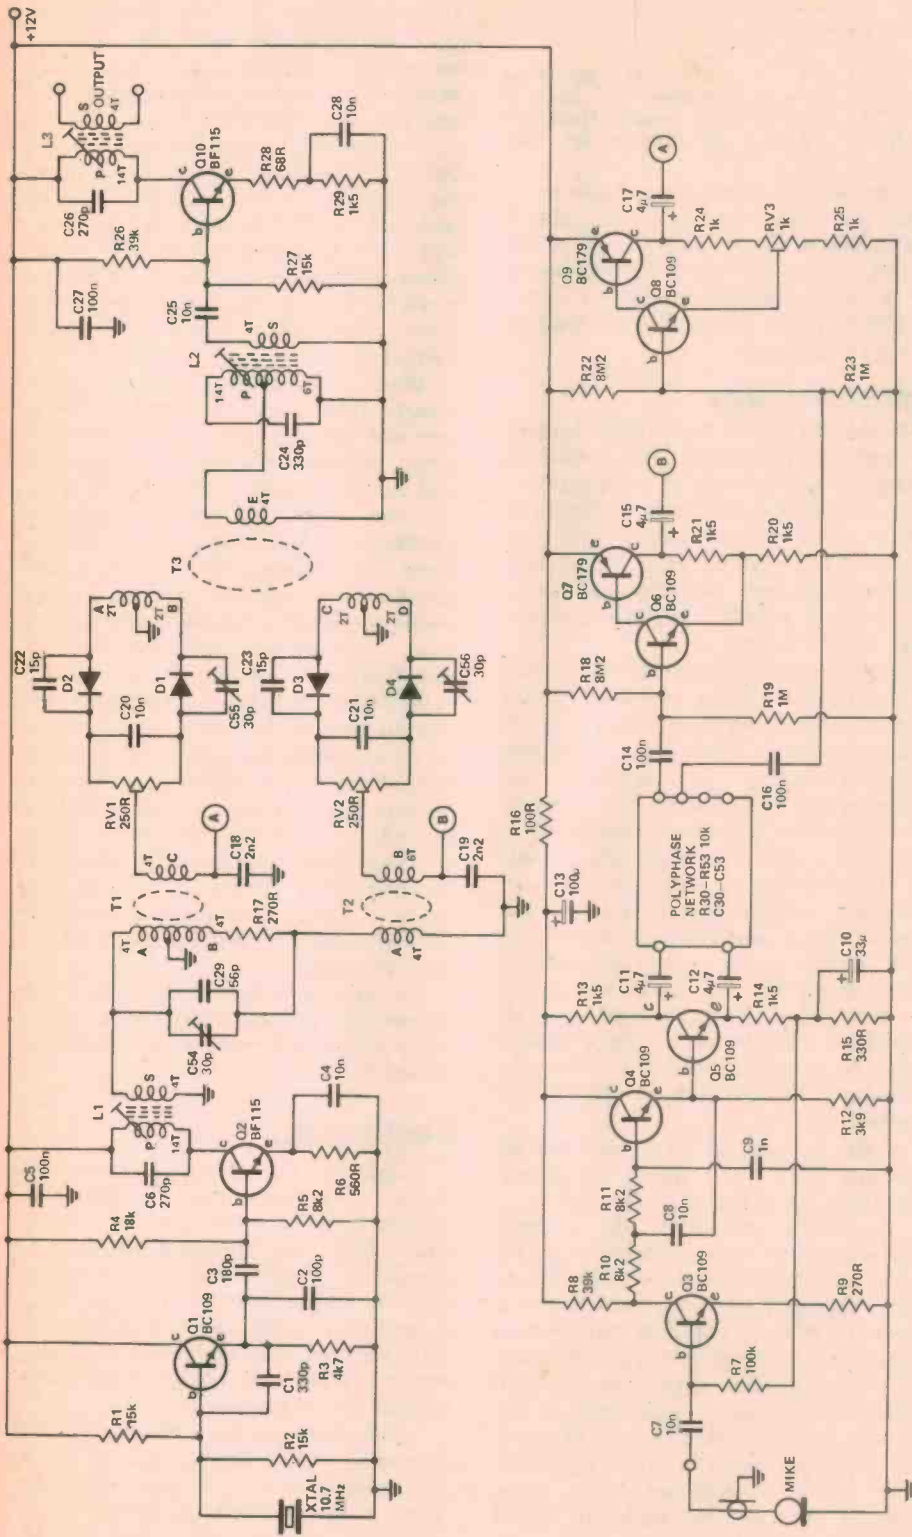 +12V
R1
15k
R2
15k
XTAL
10.7
MHz
Q1
BC109
b
c
e
C1
330p
R3
4k7
C2
100p
C3
180p
R4
18k
R5
8k2
C5
100n
C6
270p
L1
P
14T
S
4T
Q2
BF115
b
c
e
R6
560R
C4
10n
C54
30p
C29
56p
4T
A
B
4T
R17
270R
T1
4T
C
C18
2n2
A
T2
A
4T
B
6T
C19
2n2
B
RV1
250R
C20
10n
C22
15p
D2
D1
C55
30p
A
2T
2T
B
RV2
250R
C21
10n
C23
15p
D3
D4
C56
30p
C
2T
2T
D
T3
E
4T
C24
330p
L2
14T
P
6T
4T
S
C25
10n
C27
100n
R26
39k
R27
15k
C26
270p
L3
P
14T
S
4T
OUTPUT
Q10
BF115
b
c
e
R28
68R
R29
1k5
C28
10n
MIKE
C7
10n
R7
100k
R8
39k
Q3
BC109
b
c
e
R9
270R
R10
8k2
R11
8k2
C8
10n
C9
1n
Q4
BC109
b
c
e
R12
3k9
Q5
BC109
b
c
e
R13
1k5
R14
1k5
R15
330R
C10
33µ
C11
4µ7
+
C12
4µ7
+
+
C13
100µ
+
R16
100R
POLYPHASE
NETWORK
R30–R53 10k
C30–C53
C14
100n
C16
100n
R18
8M2
R19
1M
Q6
BC109
b
c
e
Q7
BC179
b
c
e
R20
1k5
R21
1k5
C15
4µ7
+
B
R22
8M2
R23
1M
Q8
BC109
b
c
e
Q9
BC179
b
c
e
C17
4µ7
+
A
R24
1k
RV3
1k
R25
1k